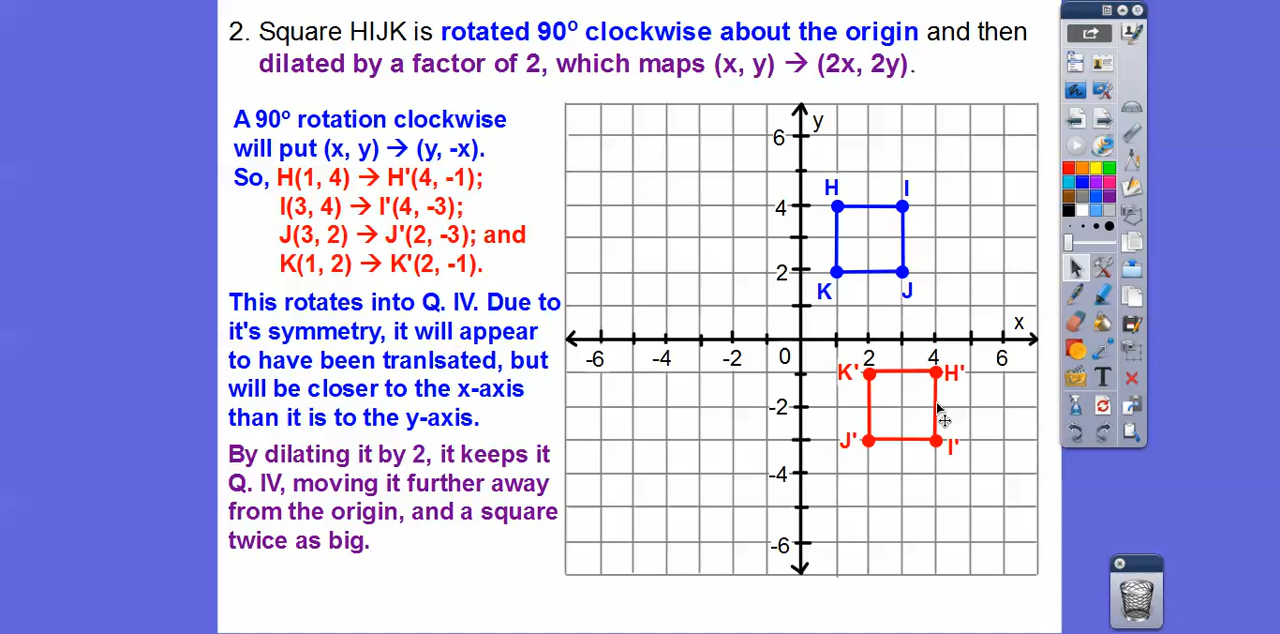 2. Square HIJK is rotated 90º clockwise about the origin and then
dilated by a factor of 2, which maps (x, y) → (2x, 2y).
A 90º rotation clockwise
will put (x, y) → (y, -x).
So, H(1, 4) → H'(4, -1);
I(3, 4) → I'(4, -3);
J(3, 2) → J'(2, -3); and
K(1, 2) → K'(2, -1).
This rotates into Q. IV. Due to
it's symmetry, it will appear
to have been tranlsated, but
will be closer to the x-axis
than it is to the y-axis.
By dilating it by 2, it keeps it
Q. IV, moving it further away
from the origin, and a square
twice as big.
y
6
H I
4
2
K J
x
-6 -4 -2 0 2 4 6
K' H'
-2
J' I'
-4
-6
T